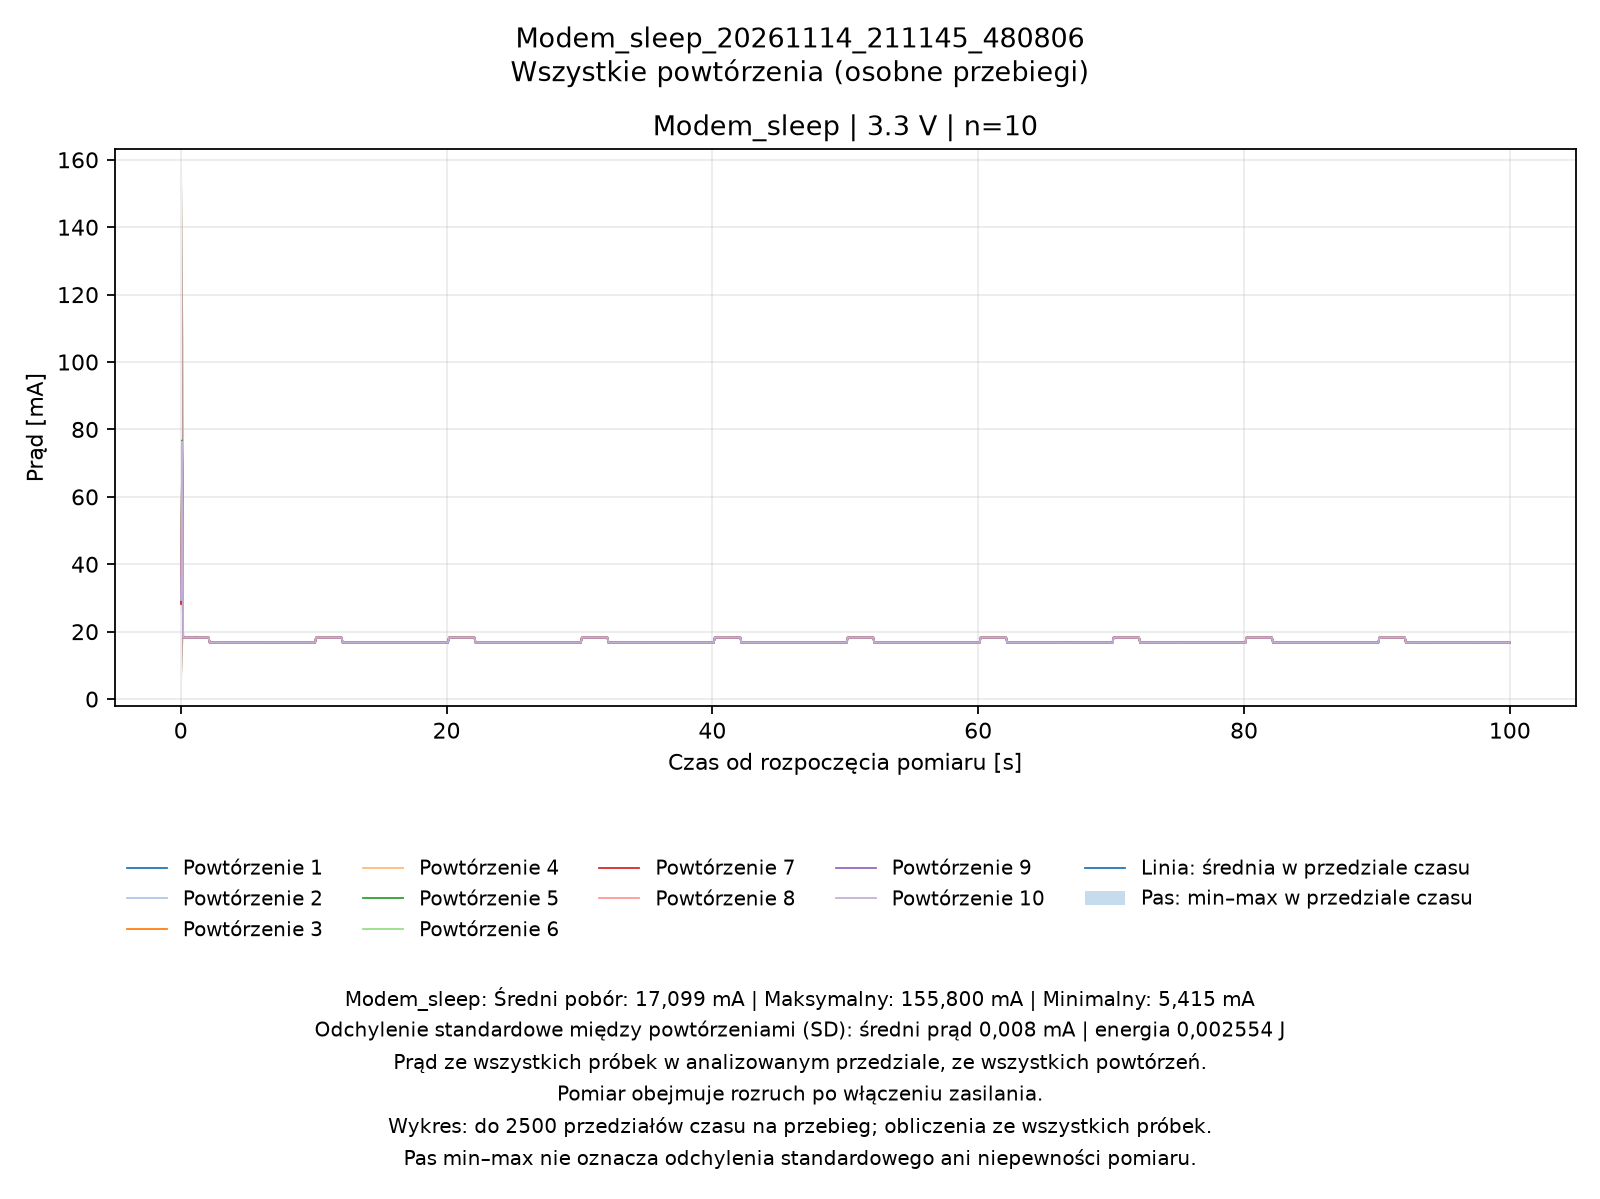 Modem_sleep_20261114_211145_480806
Wszystkie powtórzenia (osobne przebiegi)
Modem_sleep | 3.3 V | n=10
160
140
120
100
80
60
40
20
0
Prąd [mA]
0 20 40 60 80 100
Czas od rozpoczęcia pomiaru [s]
Powtórzenie 1 Powtórzenie 4 Powtórzenie 7 Powtórzenie 9 Linia: średnia w przedziale czasu
Powtórzenie 2 Powtórzenie 5 Powtórzenie 8 Powtórzenie 10 Pas: min–max w przedziale czasu
Powtórzenie 3 Powtórzenie 6
Modem_sleep: Średni pobór: 17,099 mA | Maksymalny: 155,800 mA | Minimalny: 5,415 mA
Odchylenie standardowe między powtórzeniami (SD): średni prąd 0,008 mA | energia 0,002554 J
Prąd ze wszystkich próbek w analizowanym przedziale, ze wszystkich powtórzeń.
Pomiar obejmuje rozruch po włączeniu zasilania.
Wykres: do 2500 przedziałów czasu na przebieg; obliczenia ze wszystkich próbek.
Pas min–max nie oznacza odchylenia standardowego ani niepewności pomiaru.